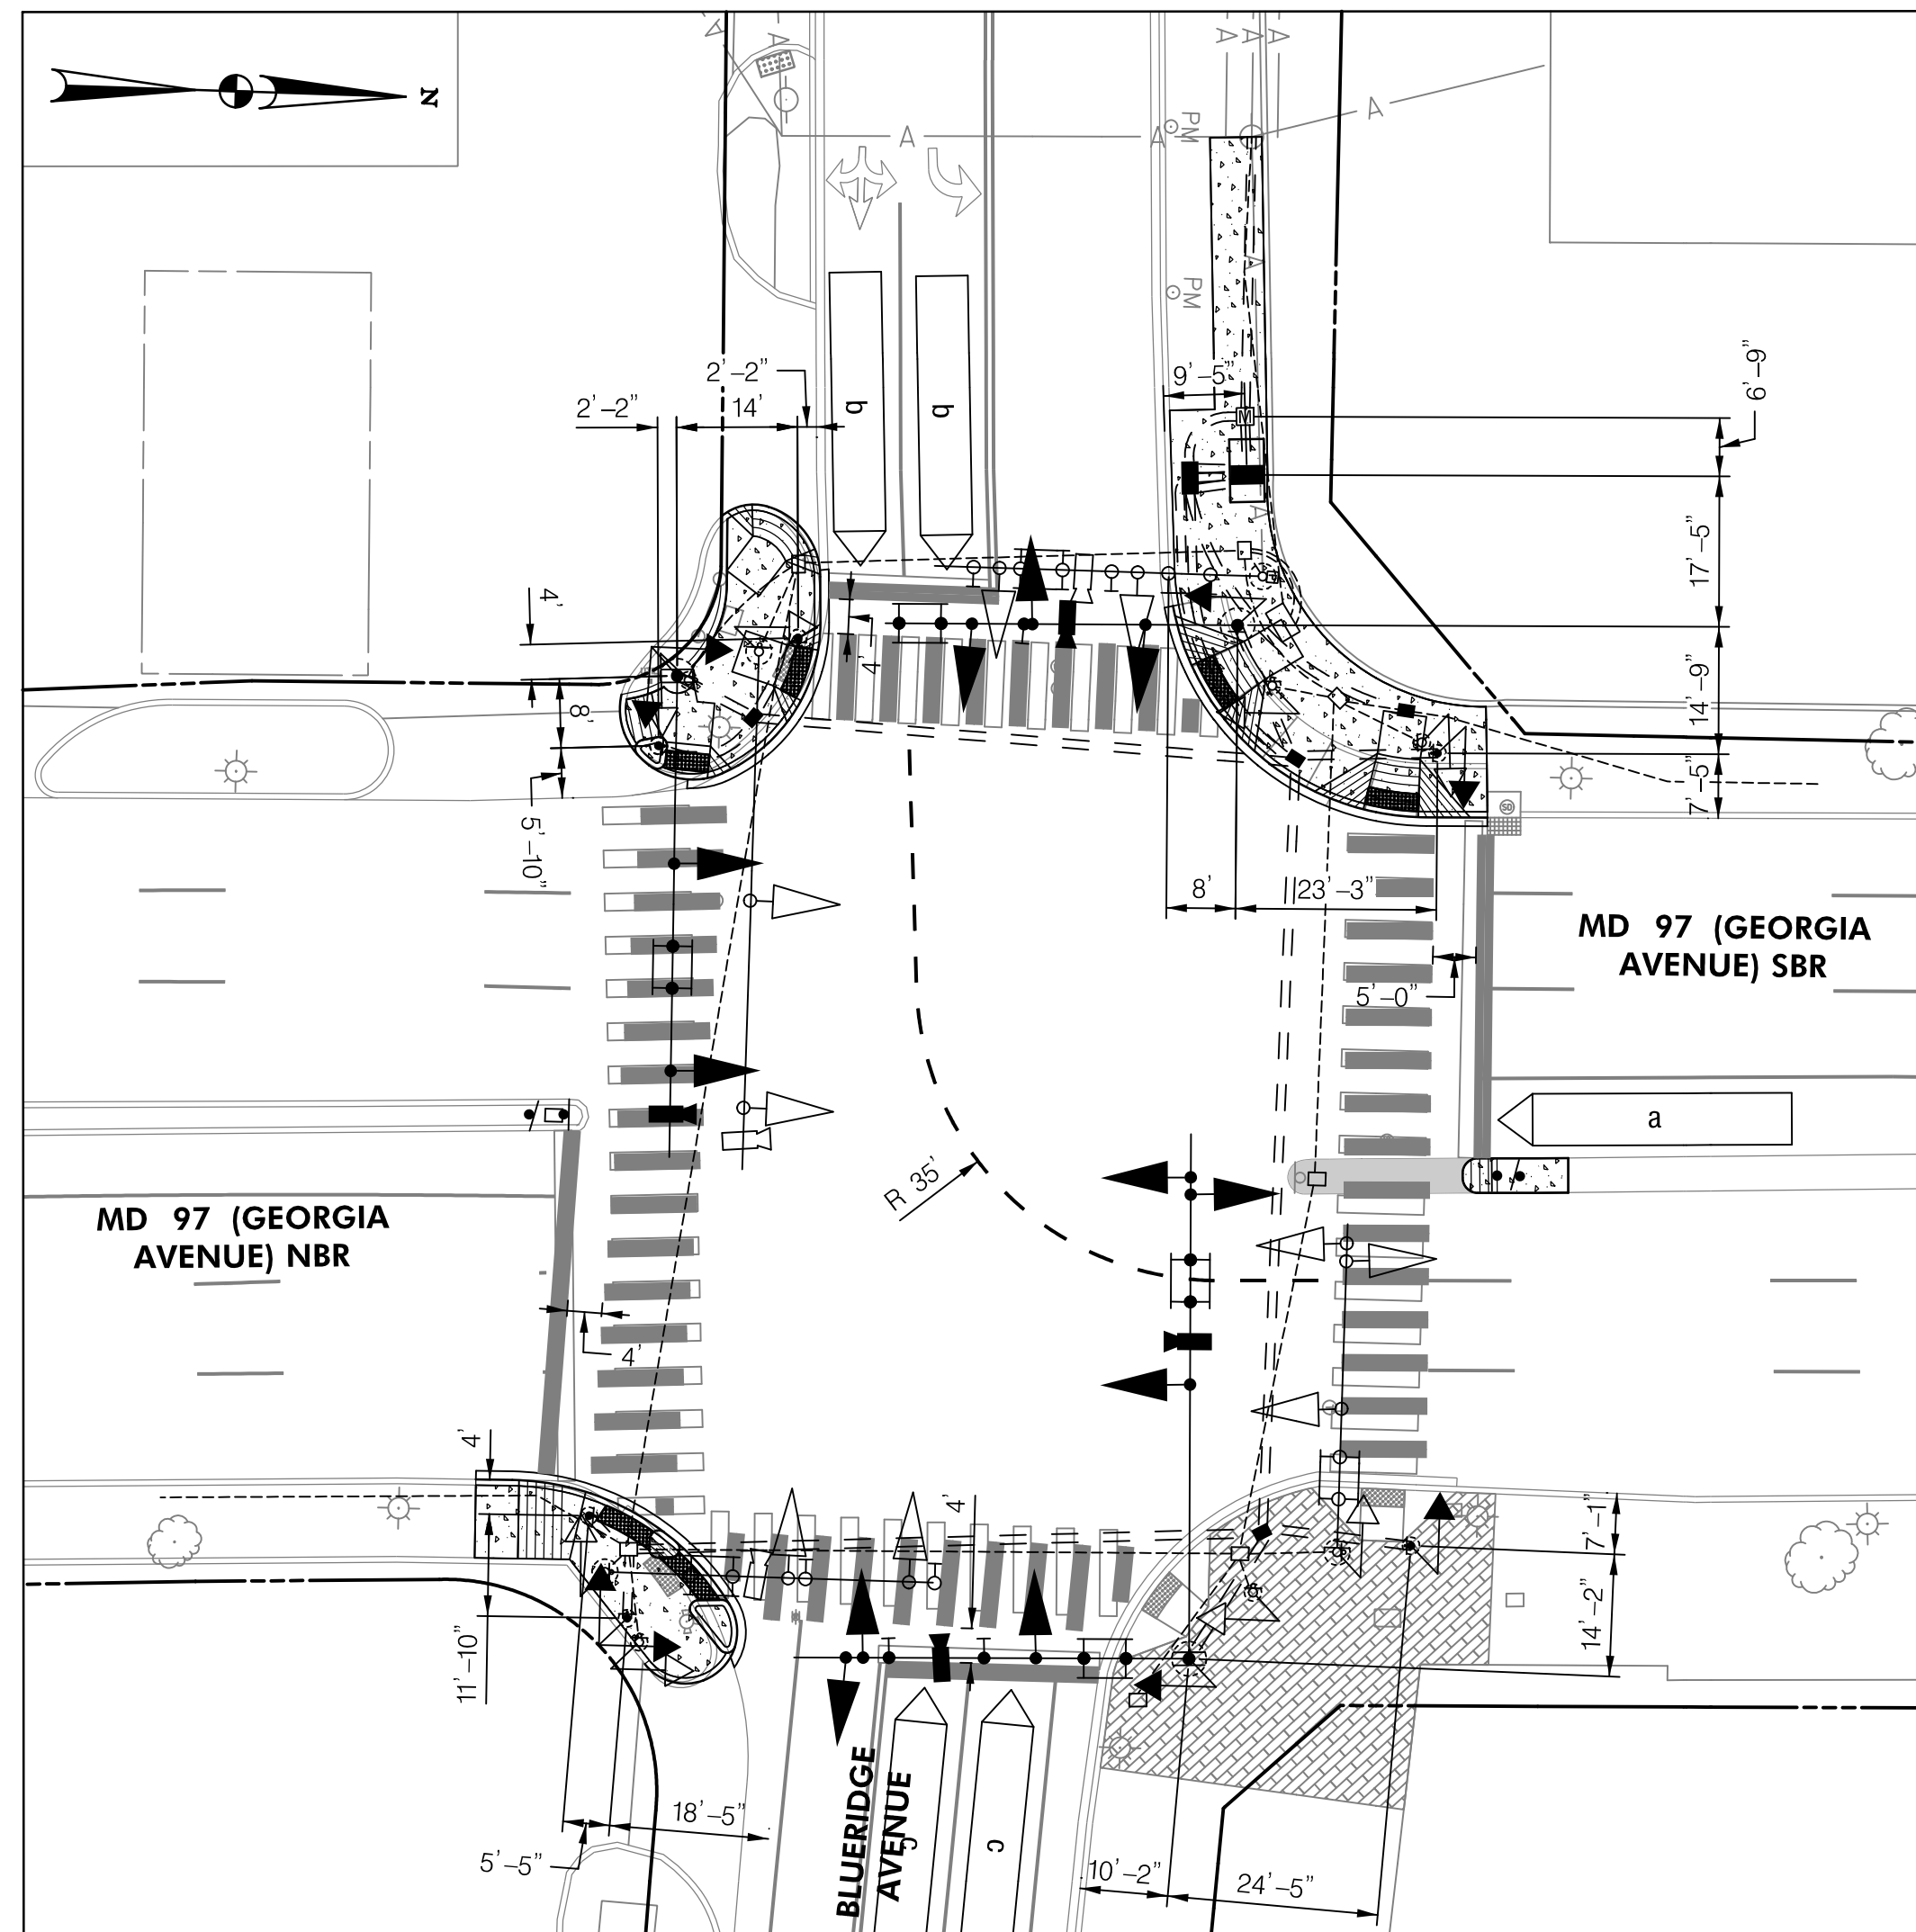 N
A
A
A
A
A
A
A
A
PM
A
PM
A
2'-2"
2'-2"
14'
b
b
9'-5"
M
6'-9"
17'-5"
A
4'
4'
8'
14'-9"
7'-5"
SD
5'-10"
8'
23'-3"
MD 97 (GEORGIA
AVENUE) SBR
5'-0"
a
R 35'
MD 97 (GEORGIA
AVENUE) NBR
4'
4'
4'
7'-1"
14'-2"
11'-10"
18'-5"
5'-5"
BLUERIDGE
AVENUE
c
c
10'-2"
24'-5"